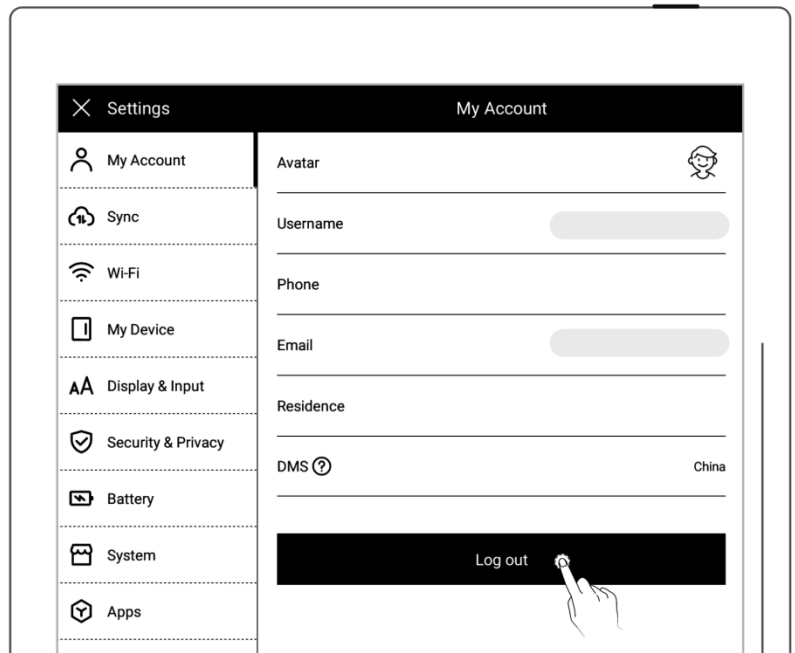 Settings
My Account
My Account
Sync
Wi-Fi
My Device
Display & Input
Security & Privacy
Battery
System
Apps
Avatar
Username
Phone
Email
Residence
DMS ?
China
Log out